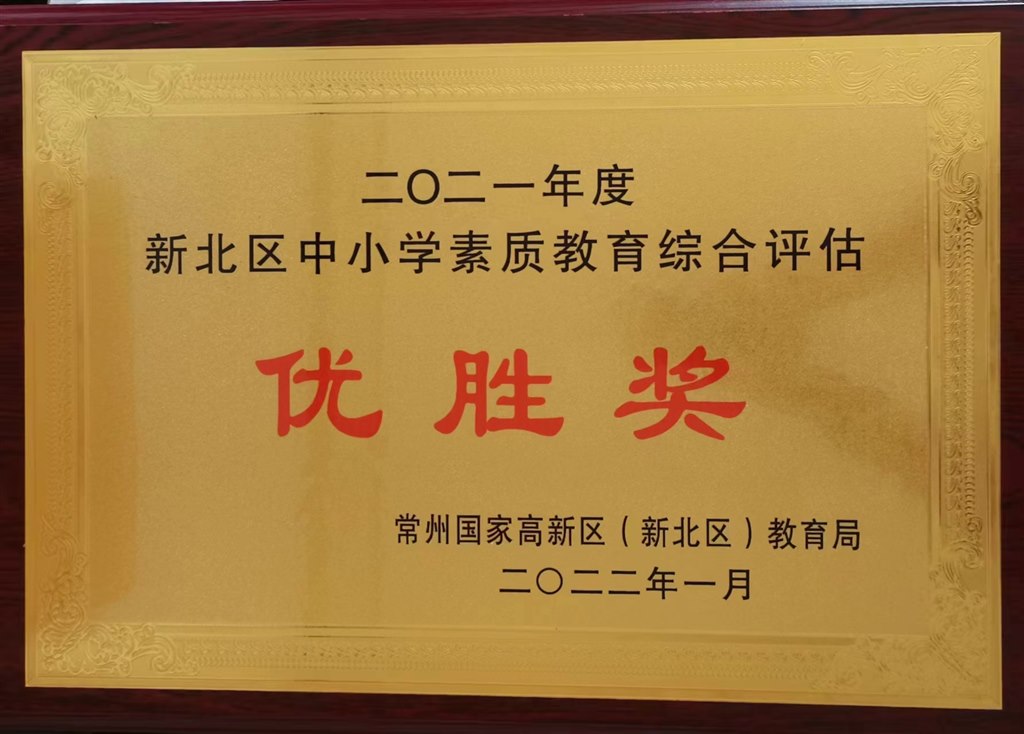 二〇二一年度
新北区中小学素质教育综合评估
优胜奖
常州国家高新区（新北区）教育局
二〇二二年一月